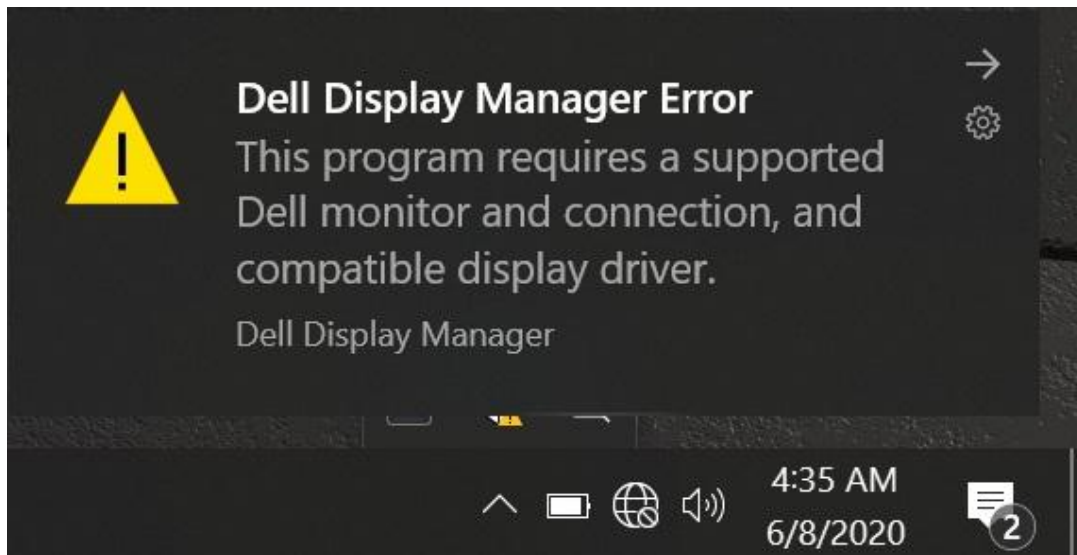 Dell Display Manager Error
This program requires a supported
Dell monitor and connection, and
compatible display driver.
Dell Display Manager
4:35 AM
6/8/2020
2